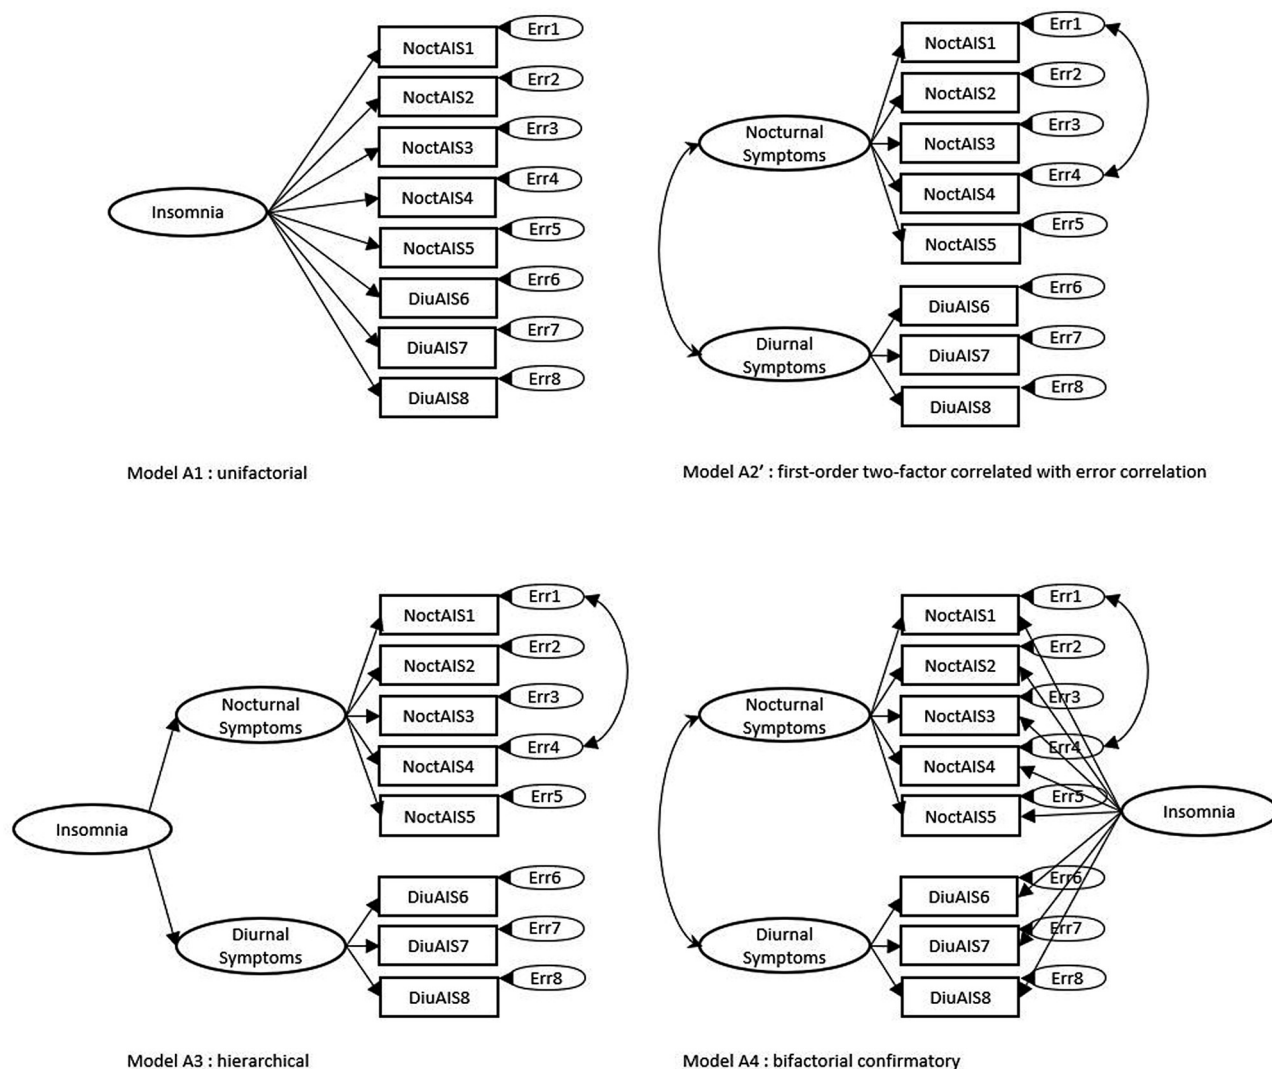 NoctAIS1
Err1
NoctAIS2
Err2
NoctAIS3
Err3
NoctAIS4
Err4
Insomnia
NoctAIS5
Err5
DiuAIS6
Err6
DiuAIS7
Err7
DiuAIS8
Err8
Model A1 : unifactorial
NoctAIS1
Err1
NoctAIS2
Err2
Nocturnal
Symptoms
NoctAIS3
Err3
NoctAIS4
Err4
NoctAIS5
Err5
DiuAIS6
Err6
Diurnal
Symptoms
DiuAIS7
Err7
DiuAIS8
Err8
Model A2’ : first-order two-factor correlated with error correlation
NoctAIS1
Err1
NoctAIS2
Err2
Nocturnal
Symptoms
NoctAIS3
Err3
NoctAIS4
Err4
NoctAIS5
Err5
Insomnia
DiuAIS6
Err6
Diurnal
Symptoms
DiuAIS7
Err7
DiuAIS8
Err8
Model A3 : hierarchical
NoctAIS1
Err1
NoctAIS2
Err2
Nocturnal
Symptoms
NoctAIS3
Err3
NoctAIS4
Err4
NoctAIS5
Err5
Insomnia
DiuAIS6
Err6
Diurnal
Symptoms
DiuAIS7
Err7
DiuAIS8
Err8
Model A4 : bifactorial confirmatory